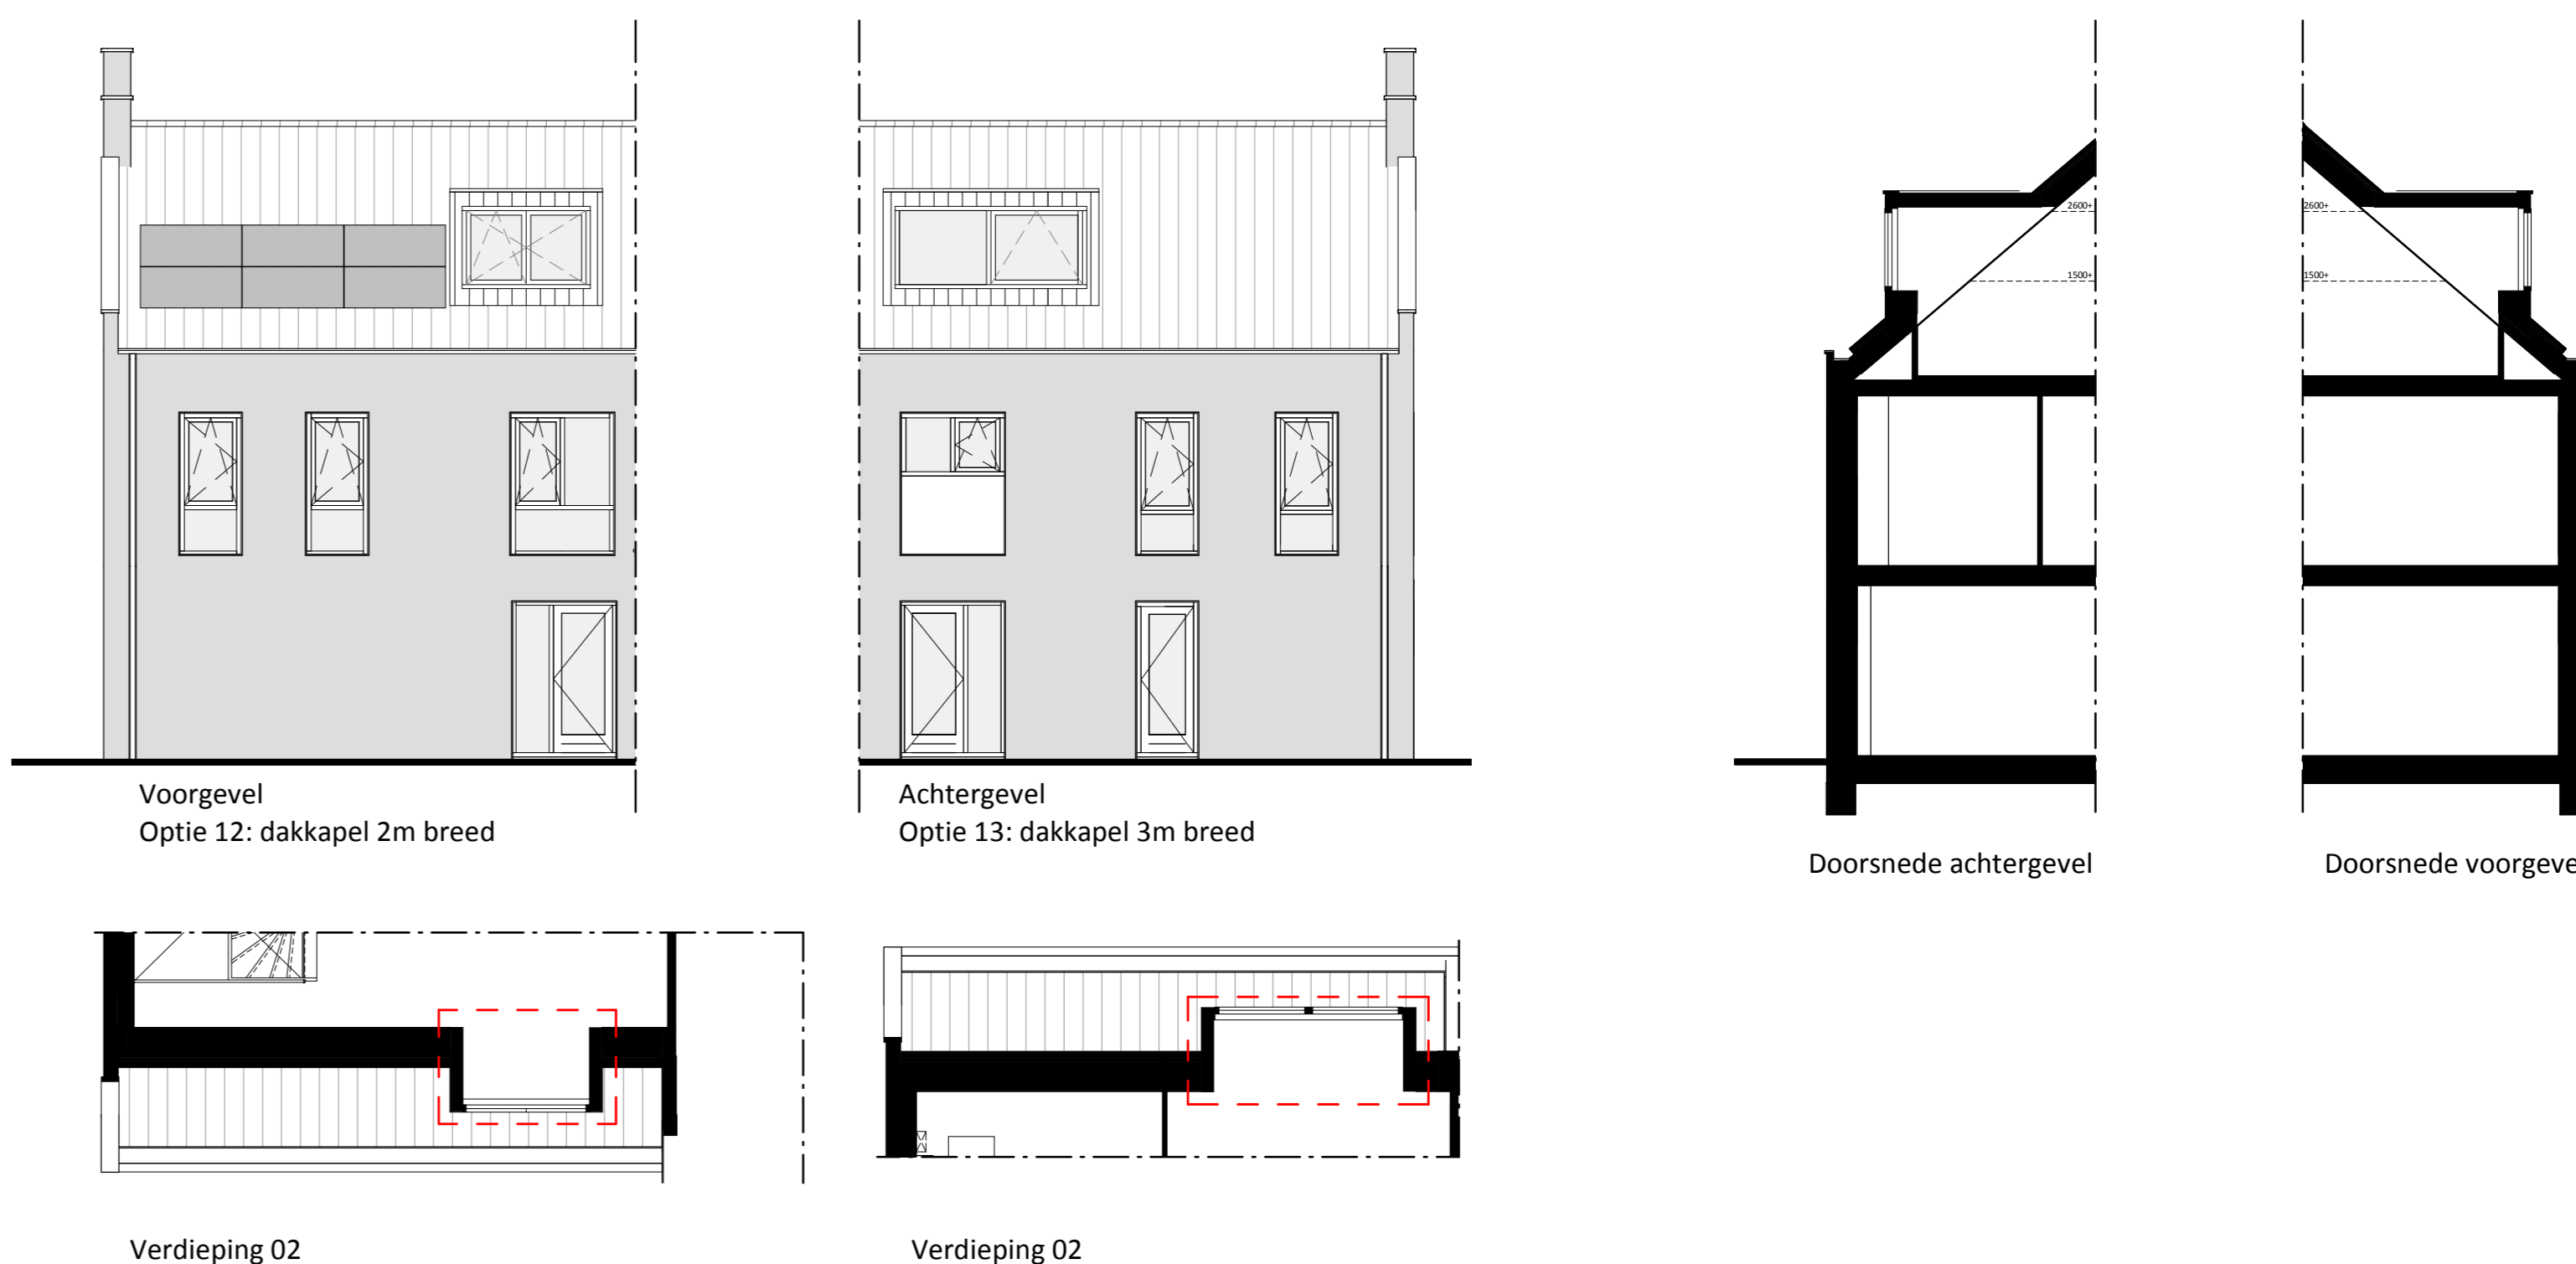 2600+
2600+
1500+
1500+
Voorgevel
Optie 12: dakkapel 2m breed
Achtergevel
Optie 13: dakkapel 3m breed
Doorsnede achtergevel
Doorsnede voorgeve
Verdieping 02
Verdieping 02